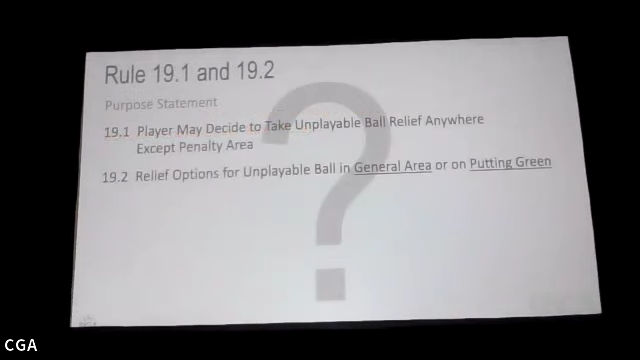 Rule 19.1 and 19.2
Purpose Statement
19.1 Player May Decide to Take Unplayable Ball Relief Anywhere
Except Penalty Area
19.2 Relief Options for Unplayable Ball in General Area or on Putting Green
?
CGA